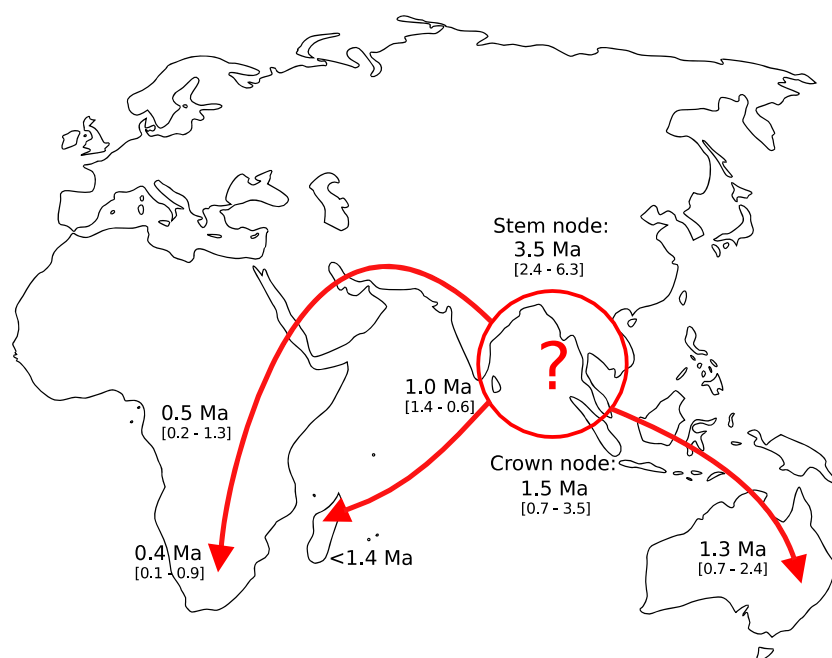 Stem node:
3.5 Ma
[2.4 - 6.3]
?
1.0 Ma
[1.4 - 0.6]
0.5 Ma
[0.2 - 1.3]
Crown node:
1.5 Ma
[0.7 - 3.5]
0.4 Ma
[0.1 - 0.9]
<1.4 Ma
1.3 Ma
[0.7 - 2.4]